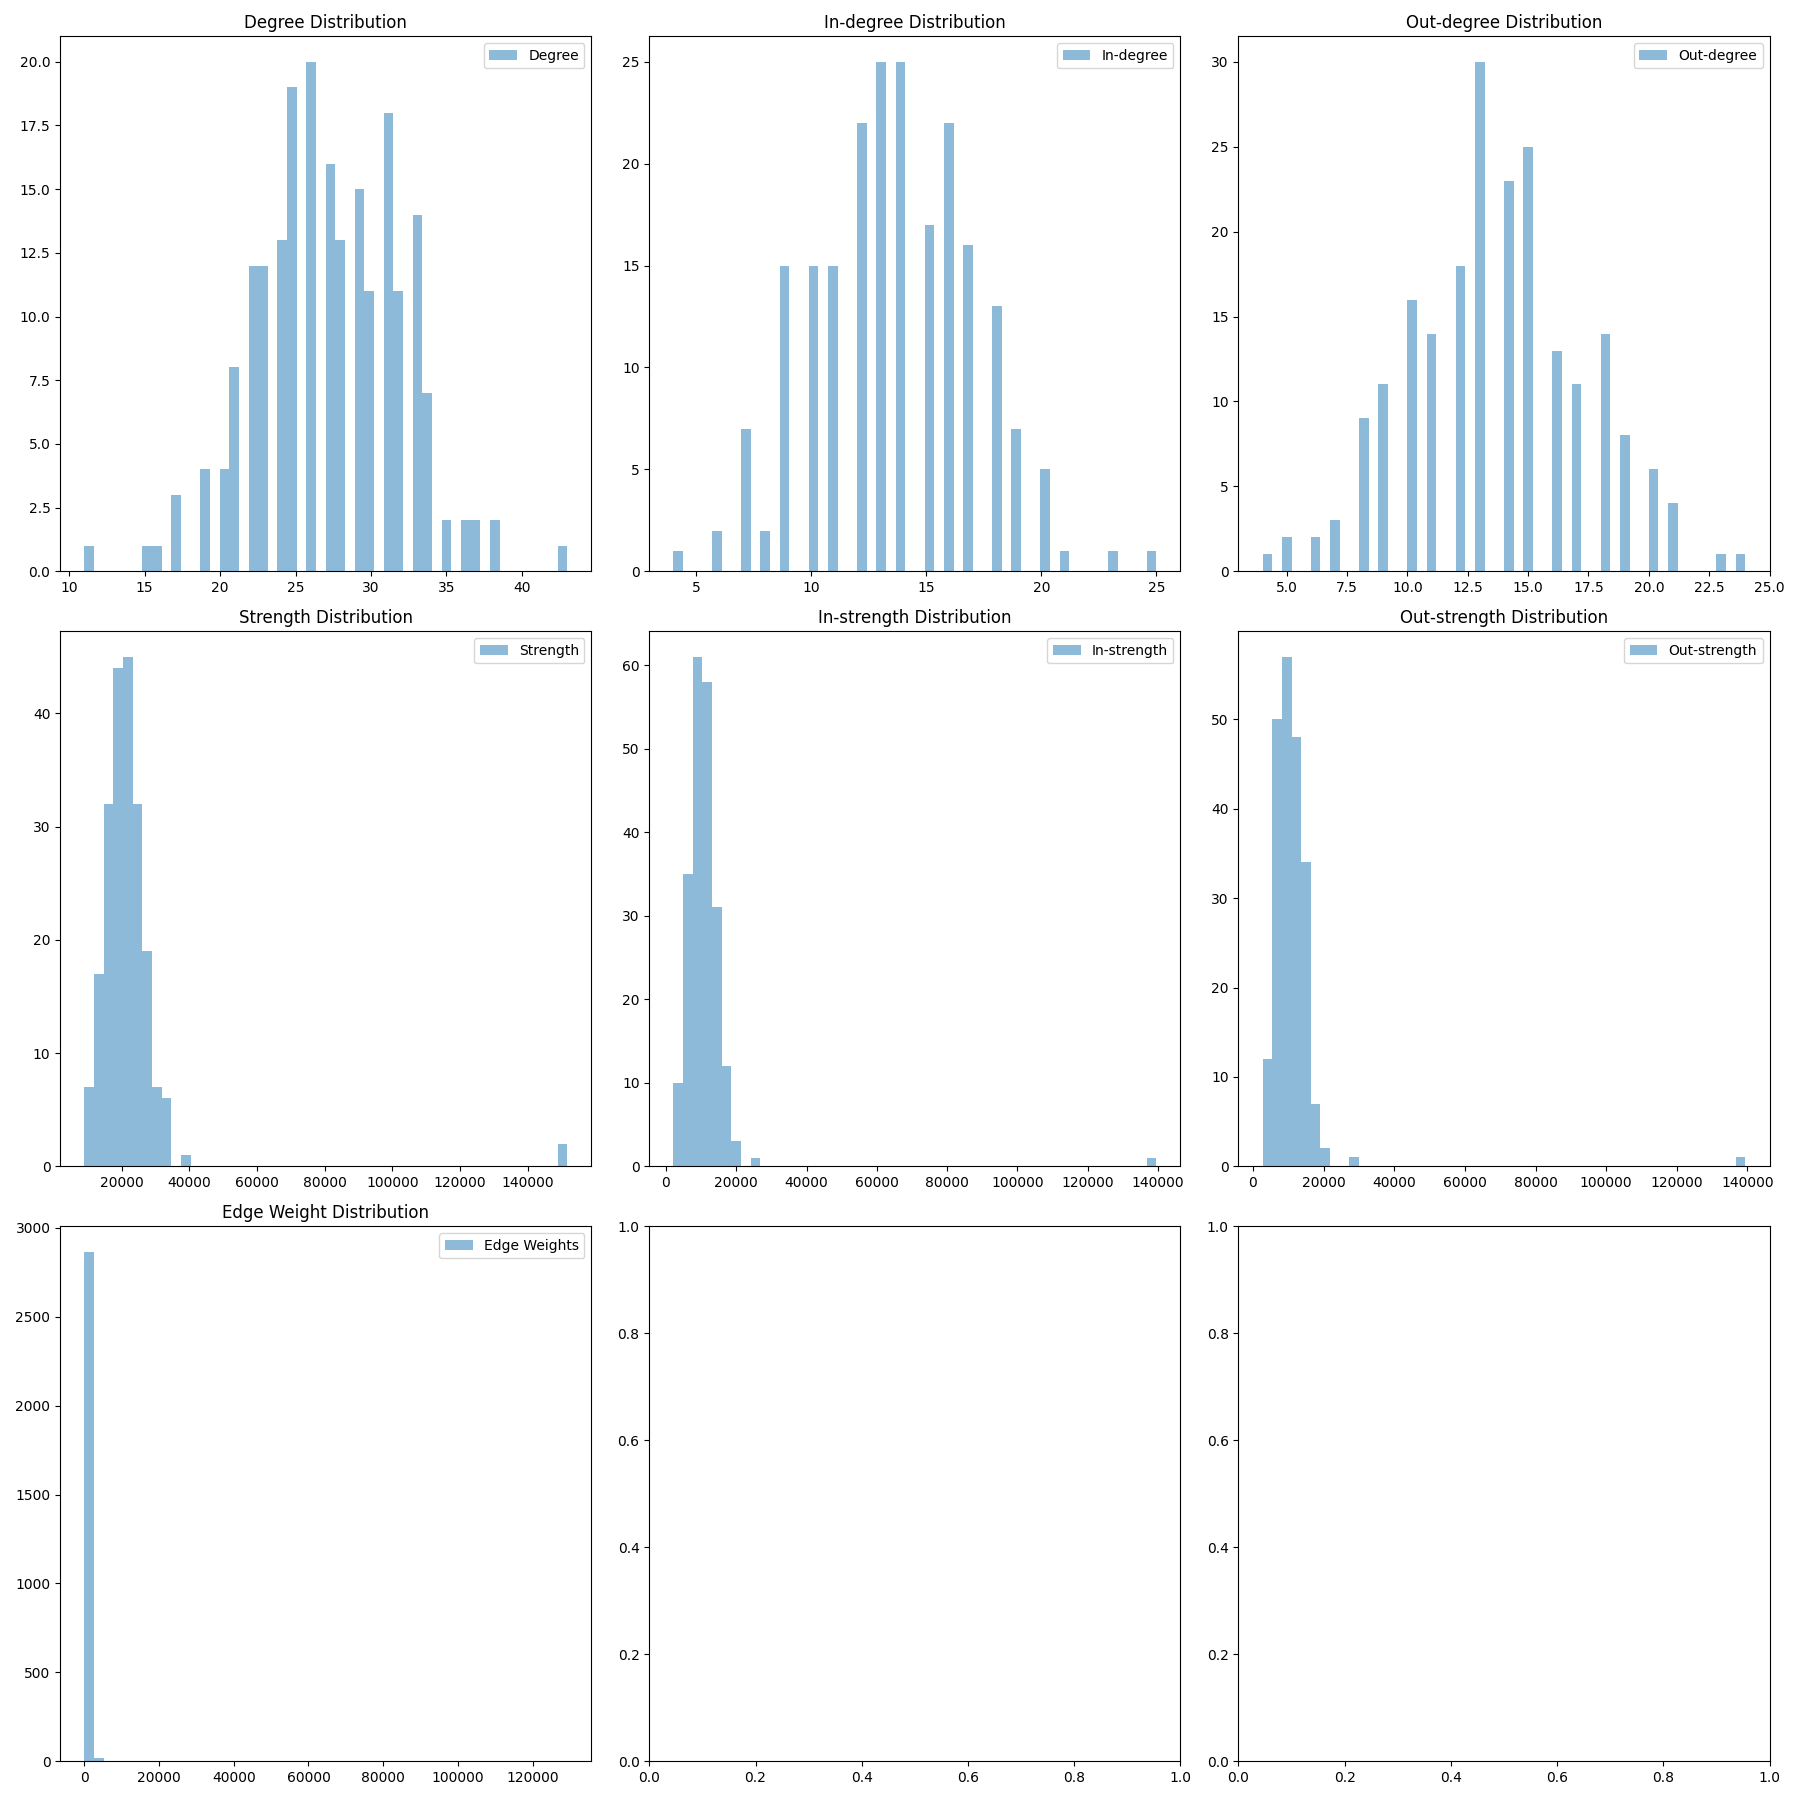 Degree Distribution
Degree
20.0
17.5
15.0
12.5
10.0
7.5
5.0
2.5
0.0
10 15 20 25 30 35 40
In-degree Distribution
In-degree
25
20
15
10
5
0
5 10 15 20 25
Out-degree Distribution
Out-degree
30
25
20
15
10
5
0
5.0 7.5 10.0 12.5 15.0 17.5 20.0 22.5 25.0
Strength Distribution
Strength
40
30
20
10
0
20000 40000 60000 80000 100000 120000 140000
In-strength Distribution
In-strength
60
50
40
30
20
10
0
0 20000 40000 60000 80000 100000 120000 140000
Out-strength Distribution
Out-strength
50
40
30
20
10
0
0 20000 40000 60000 80000 100000 120000 140000
Edge Weight Distribution
Edge Weights
3000
2500
2000
1500
1000
500
0
0 20000 40000 60000 80000 100000 120000
1.0
0.8
0.6
0.4
0.2
0.0
0.0 0.2 0.4 0.6 0.8 1.0
1.0
0.8
0.6
0.4
0.2
0.0
0.0 0.2 0.4 0.6 0.8 1.0